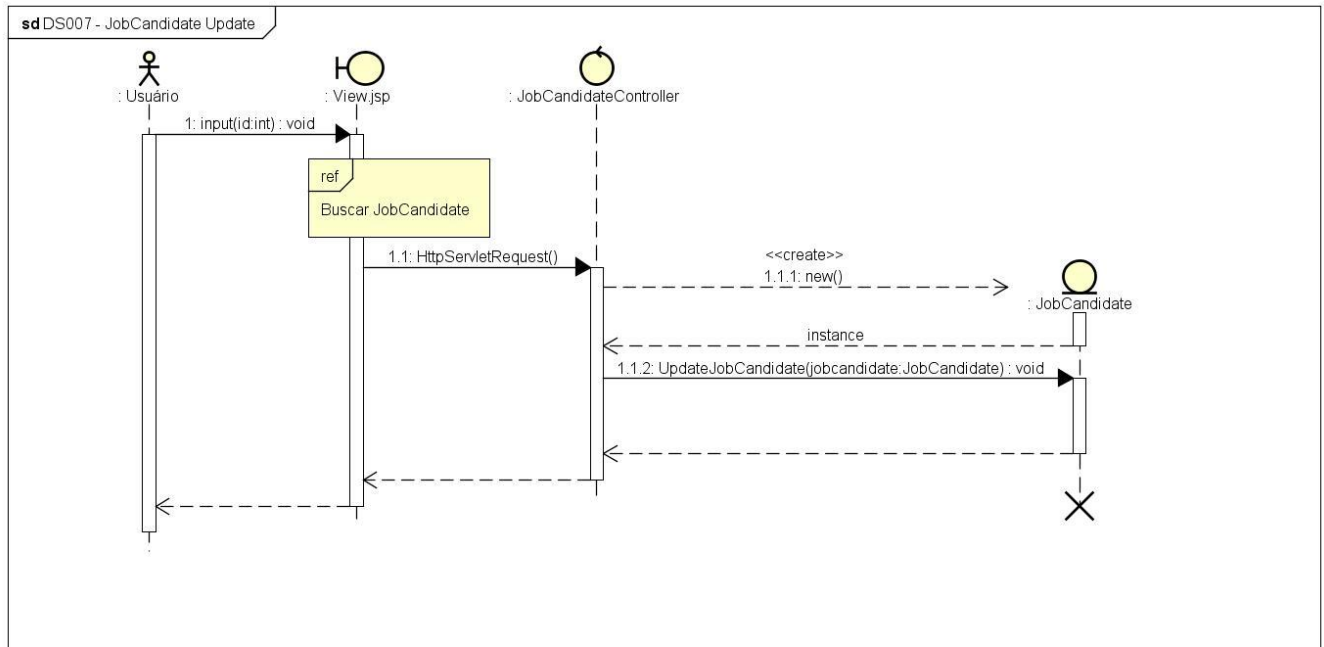 sd DS007 - JobCandidate Update
: Usuário
: View.jsp
: JobCandidateController
1: input(id:int) : void
ref
Buscar JobCandidate
1.1: HttpServletRequest()
<<create>>
1.1.1: new()
: JobCandidate
instance
1.1.2: UpdateJobCandidate(jobcandidate:JobCandidate) : void